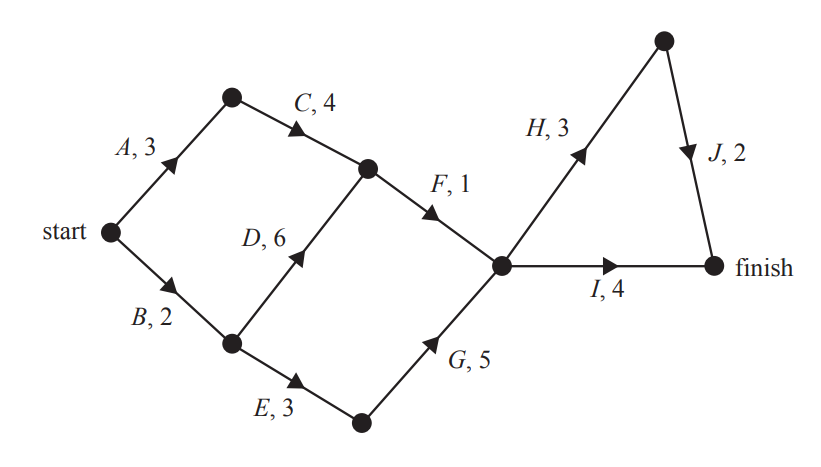 C, 4
H, 3
A, 3
J, 2
F, 1
start
D, 6
finish
I, 4
B, 2
G, 5
E, 3